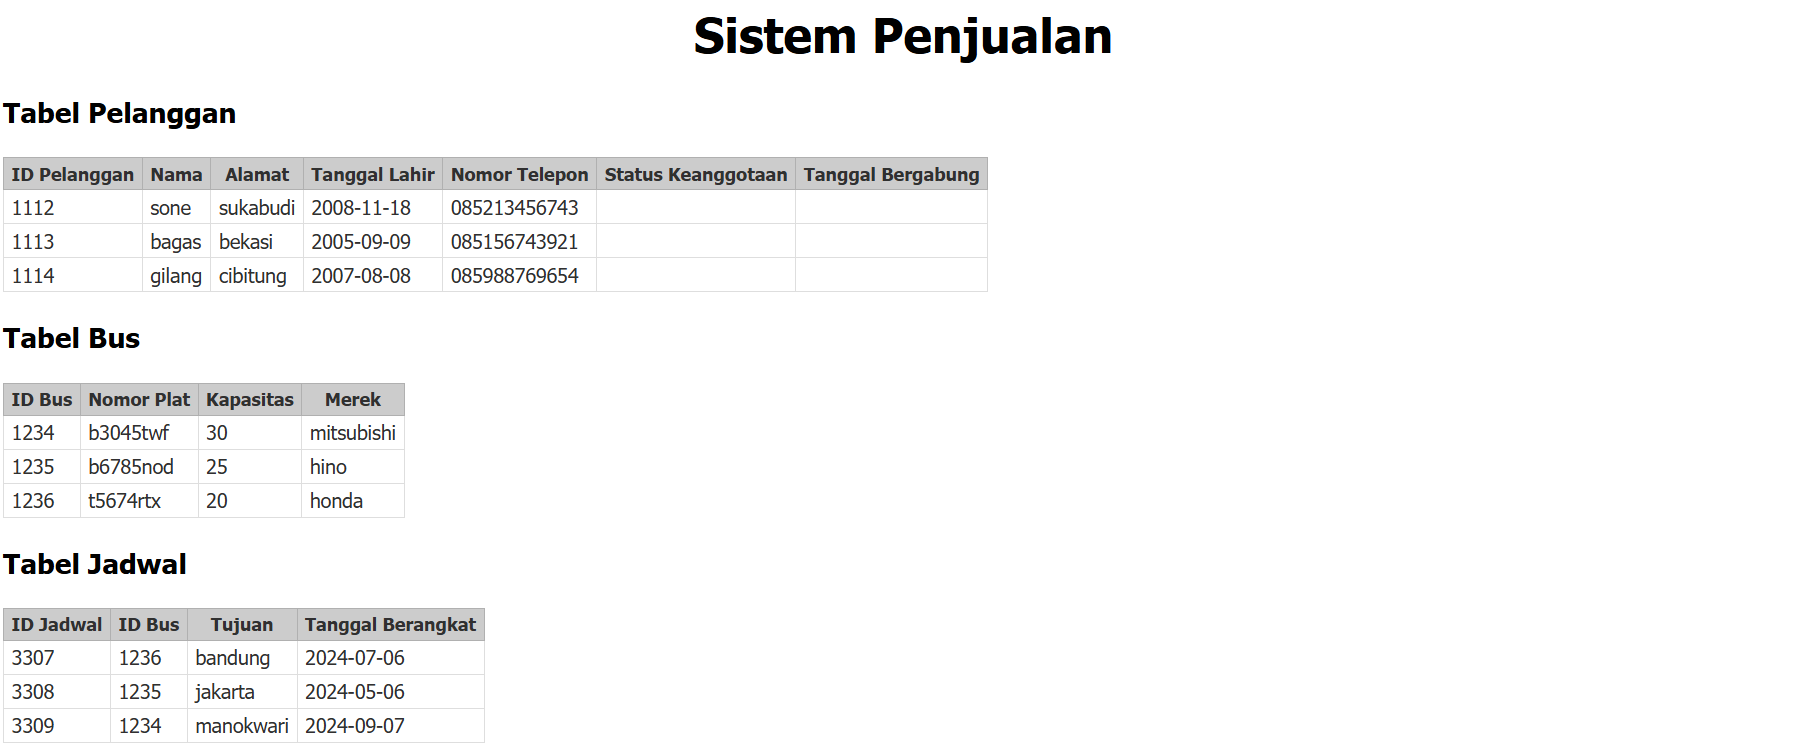 Sistem Penjualan
Tabel Pelanggan
ID Pelanggan Nama Alamat Tanggal Lahir Nomor Telepon Status Keanggotaan Tanggal Bergabung
1112 sone sukabudi 2008-11-18 085213456743
1113 bagas bekasi 2005-09-09 085156743921
1114 gilang cibitung 2007-08-08 085988769654
Tabel Bus
ID Bus Nomor Plat Kapasitas Merek
1234 b3045twf 30 mitsubishi
1235 b6785nod 25 hino
1236 t5674rtx 20 honda
Tabel Jadwal
ID Jadwal ID Bus Tujuan Tanggal Berangkat
3307 1236 bandung 2024-07-06
3308 1235 jakarta 2024-05-06
3309 1234 manokwari 2024-09-07